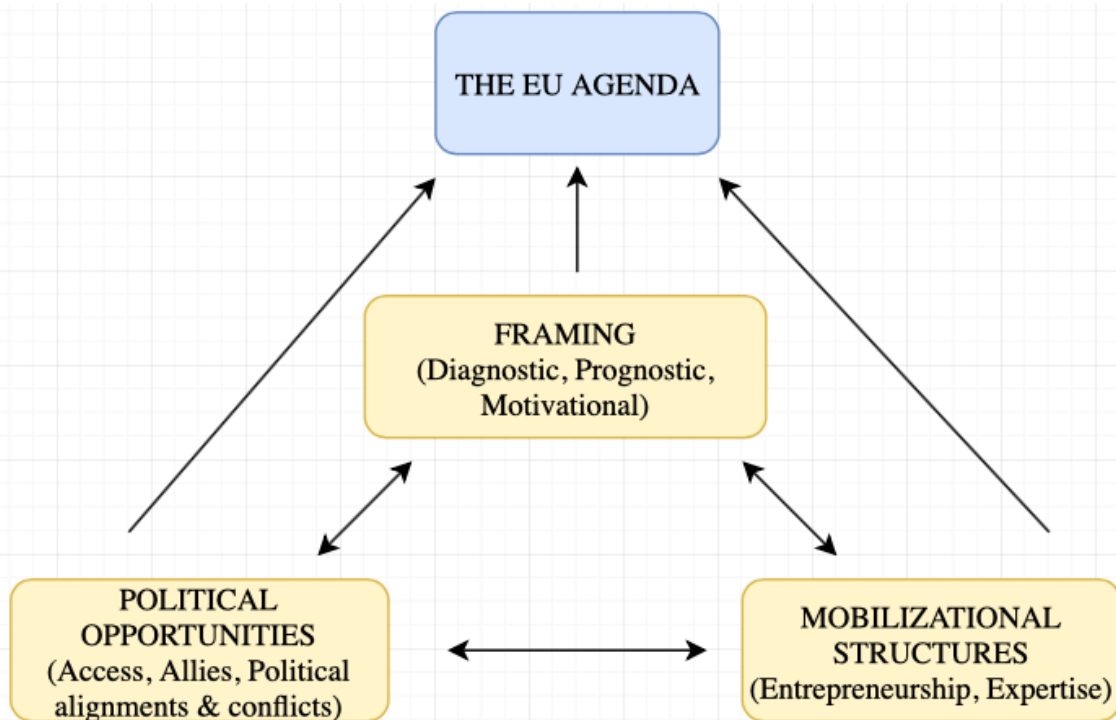 THE EU AGENDA
FRAMING
(Diagnostic, Prognostic,
Motivational)
POLITICAL
OPPORTUNITIES
(Access, Allies, Political
alignments & conflicts)
MOBILIZATIONAL
STRUCTURES
(Entrepreneurship, Expertise)